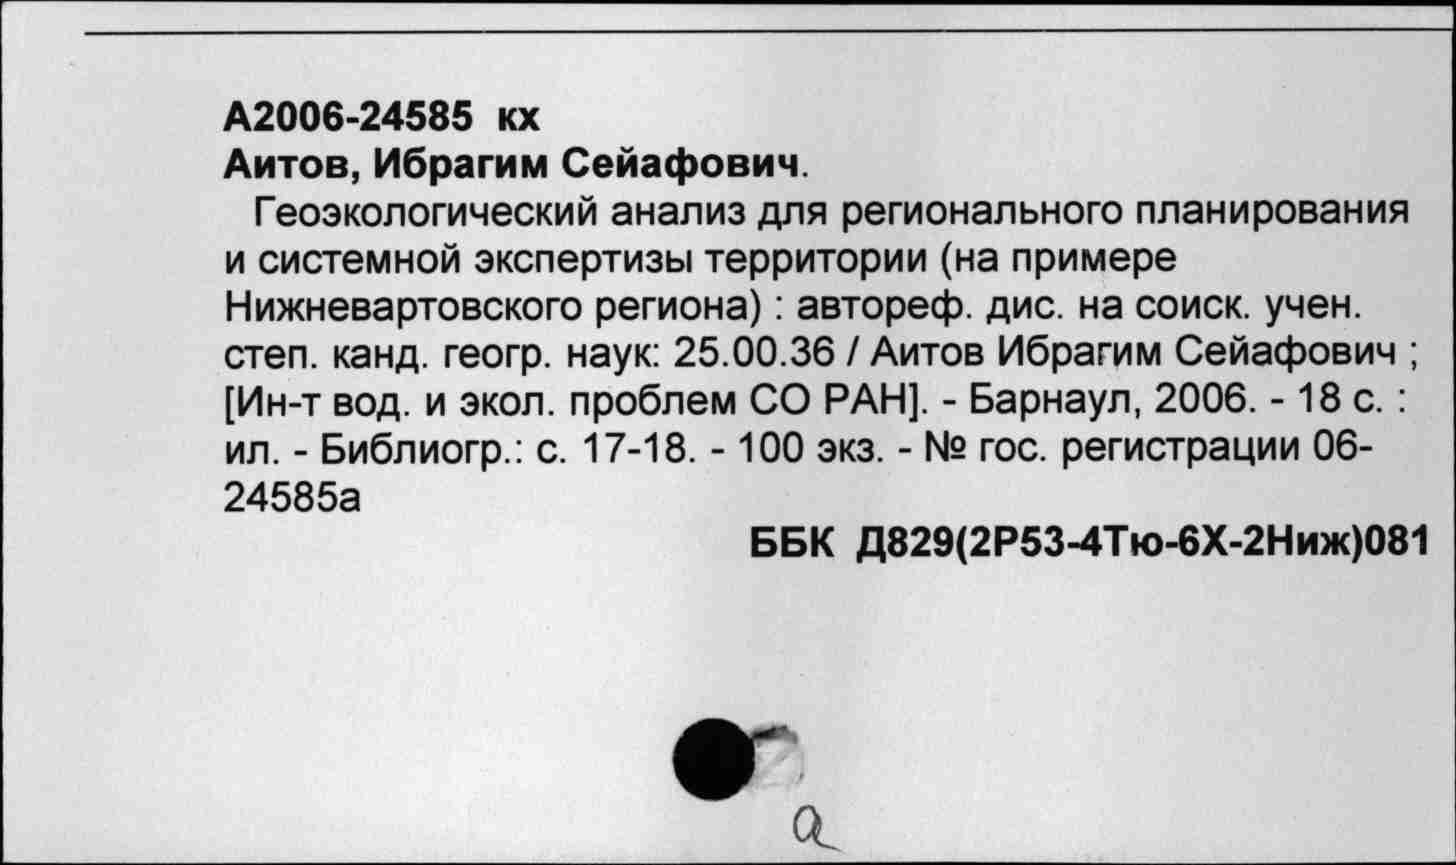 А2006-24585 кх
Аитов, Ибрагим Сейафович.
Геоэкологический анализ для регионального планирования
и системной экспертизы территории (на примере
Нижневартовского региона) : автореф. дис. на соиск. учен.
степ. канд. геогр. наук: 25.00.36 / Аитов Ибрагим Сейафович ;
[Ин-т вод. и экол. проблем СО РАН]. - Барнаул, 2006. - 18 с. :
ил. - Библиогр.: с. 17-18. - 100 экз. - № гос. регистрации 06-
24585а
ББК Д829(2Р53-4Тю-6Х-2Ниж)081
а